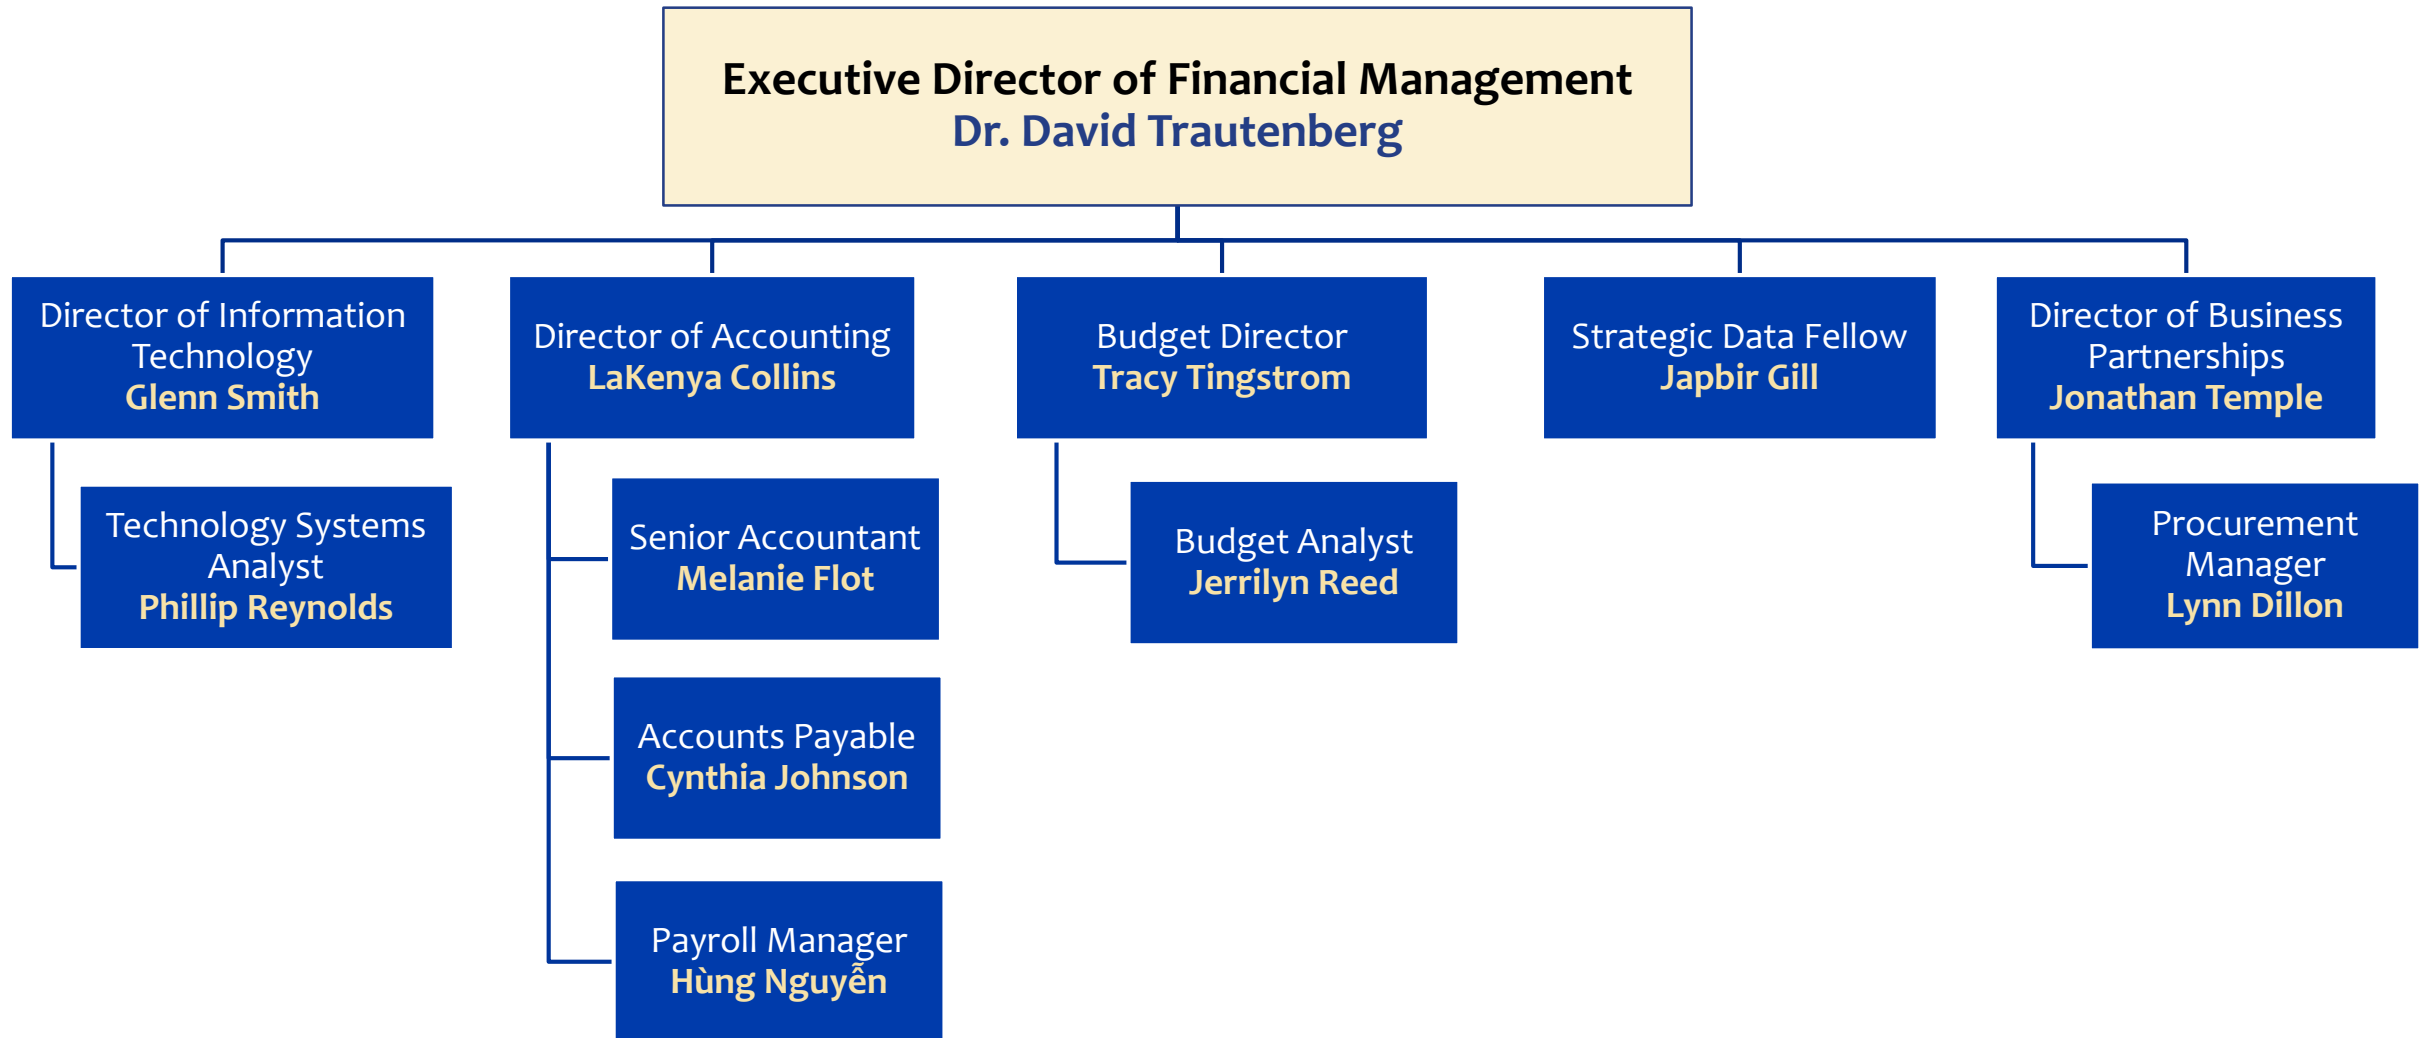 Executive Director of Financial Management
Dr. David Trautenberg
Director of Information
Technology
Glenn Smith
Director of Accounting
LaKenya Collins
Budget Director
Tracy Tingstrom
Strategic Data Fellow
Japbir Gill
Director of Business
Partnerships
Jonathan Temple
Technology Systems
Analyst
Phillip Reynolds
Senior Accountant
Melanie Flot
Budget Analyst
Jerrilyn Reed
Procurement
Manager
Lynn Dillon
Accounts Payable
Cynthia Johnson
Payroll Manager
Hùng Nguyễn